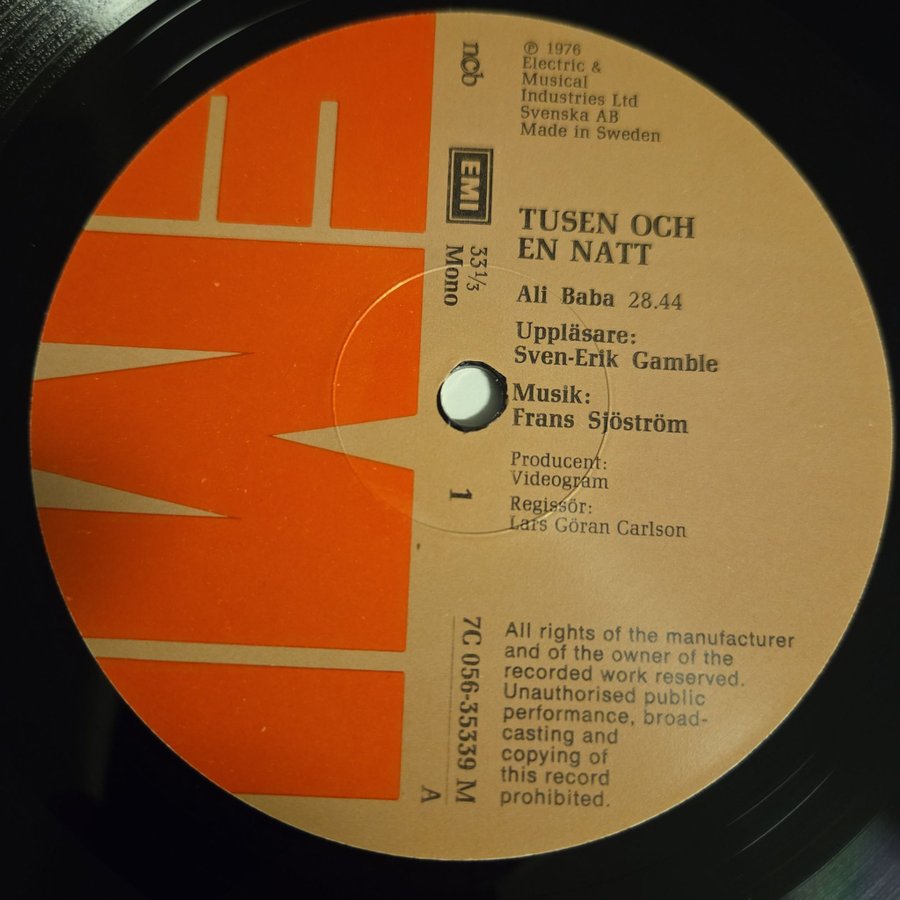 ncb
EMI
33⅓
Mono
1
7C 056-35339 M
A
℗ 1976
Electric &
Musical
Industries Ltd
Svenska AB
Made in Sweden
TUSEN OCH
EN NATT
Ali Baba 28.44
Uppläsare:
Sven-Erik Gamble
Musik:
Frans Sjöström
Producent:
Videogram
Regissör:
Lars Göran Carlson
All rights of the manufacturer
and of the owner of the
recorded work reserved.
Unauthorised public
performance, broad-
casting and
copying of
this record
prohibited.
EMI